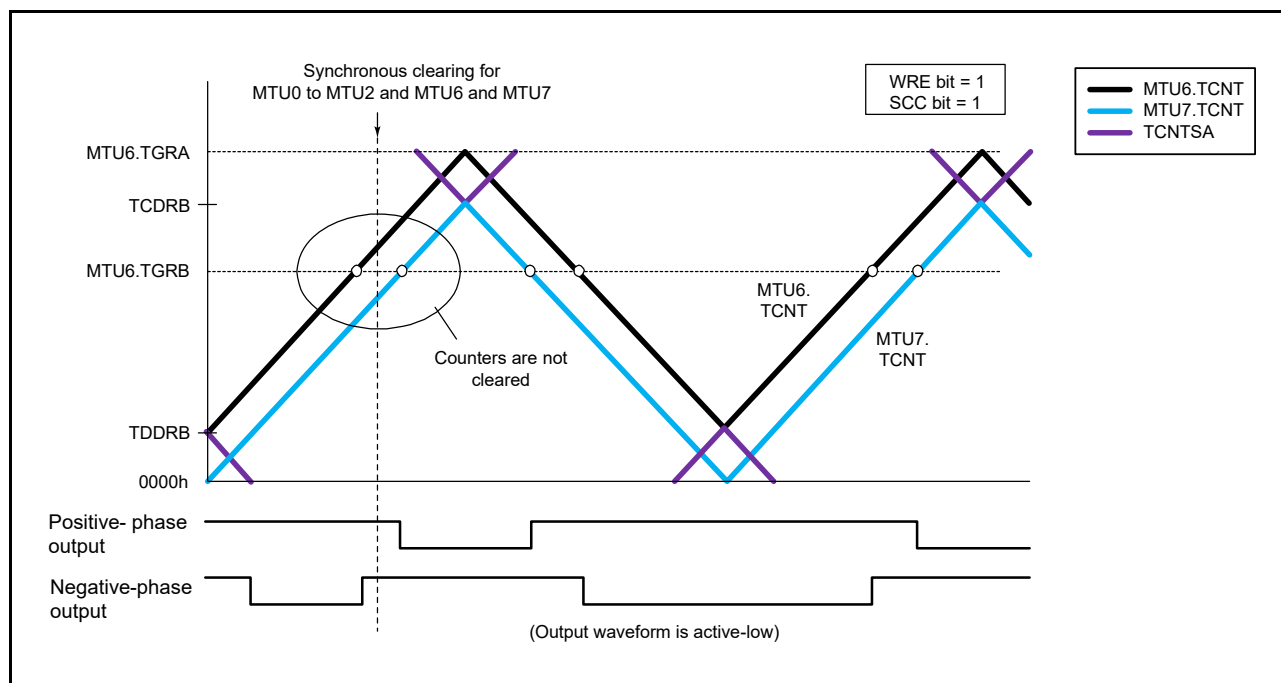 Synchronous clearing for
MTU0 to MTU2 and MTU6 and MTU7
WRE bit = 1
SCC bit = 1
MTU6.TCNT
MTU7.TCNT
TCNTSA
MTU6.TGRA
TCDRB
MTU6.TGRB
MTU6.
TCNT
MTU7.
TCNT
Counters are not
cleared
TDDRB
0000h
Positive- phase
output
Negative-phase
output
(Output waveform is active-low)